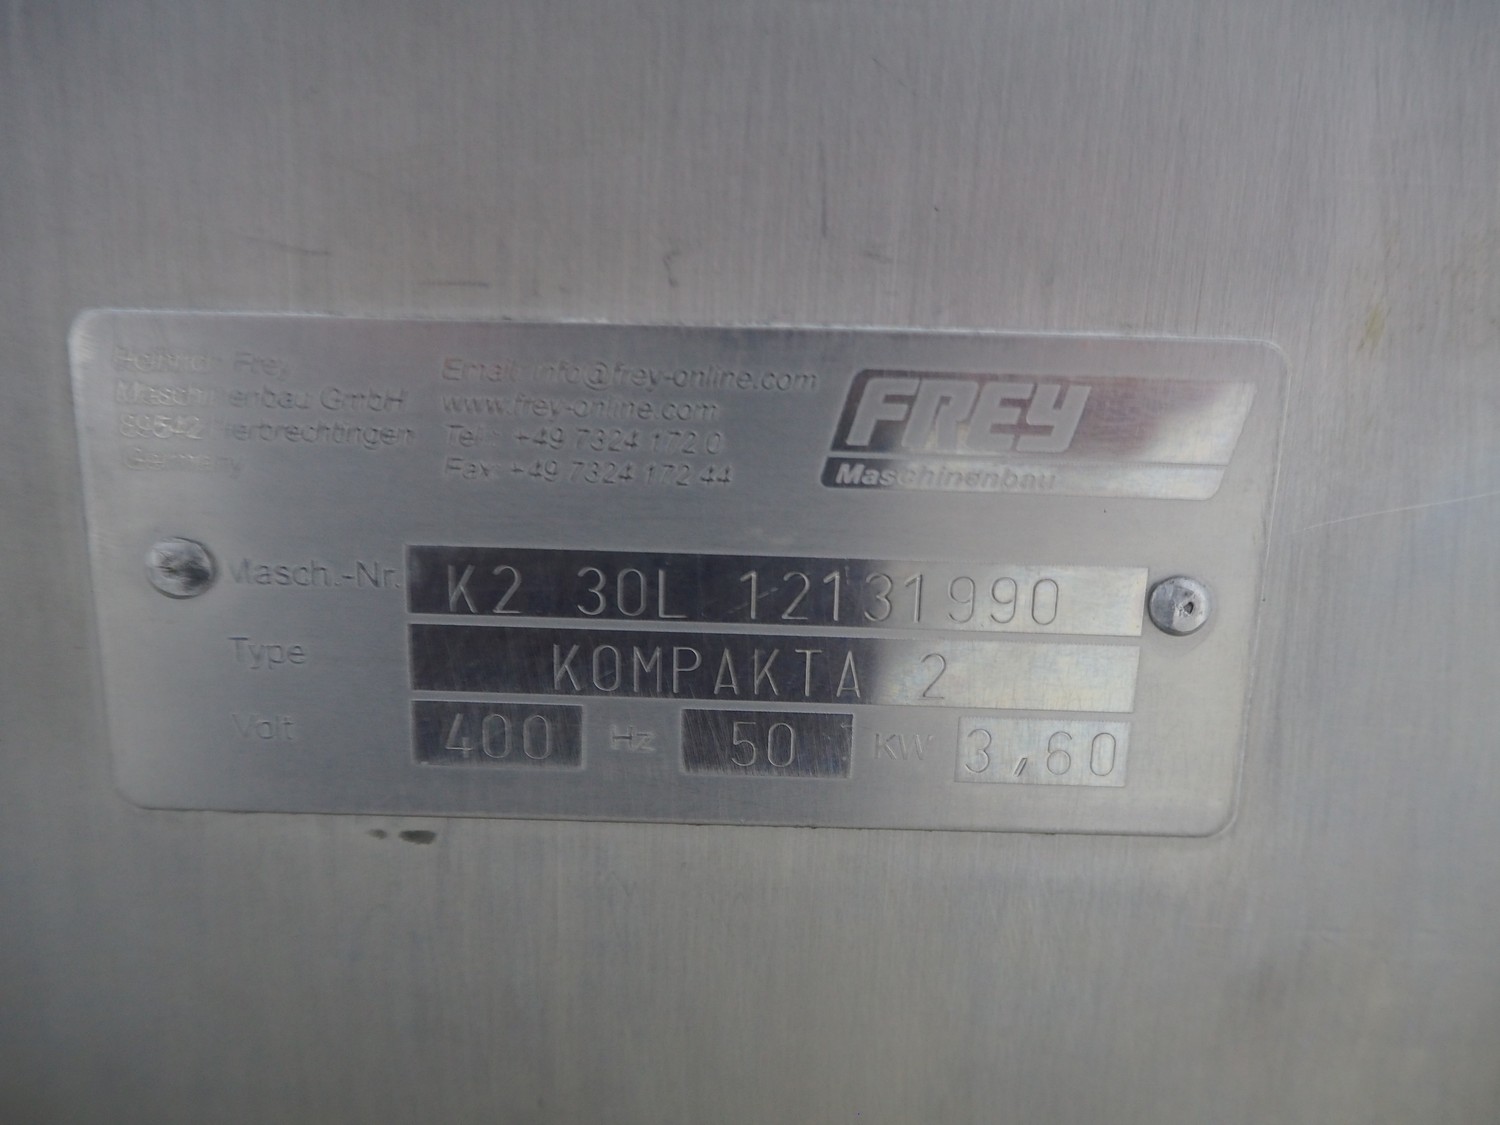 Heinrich Frey
Maschinenbau GmbH
89542 Herbrechtingen
Germany
Email: info@frey-online.com
www.frey-online.com
Tel.: +49 7324 172 0
Fax: +49 7324 172 44
FREY
Maschinenbau
Masch.-Nr. K2 30L 12131990
Type KOMPAKTA 2
Volt 400 Hz 50 KW 3,60